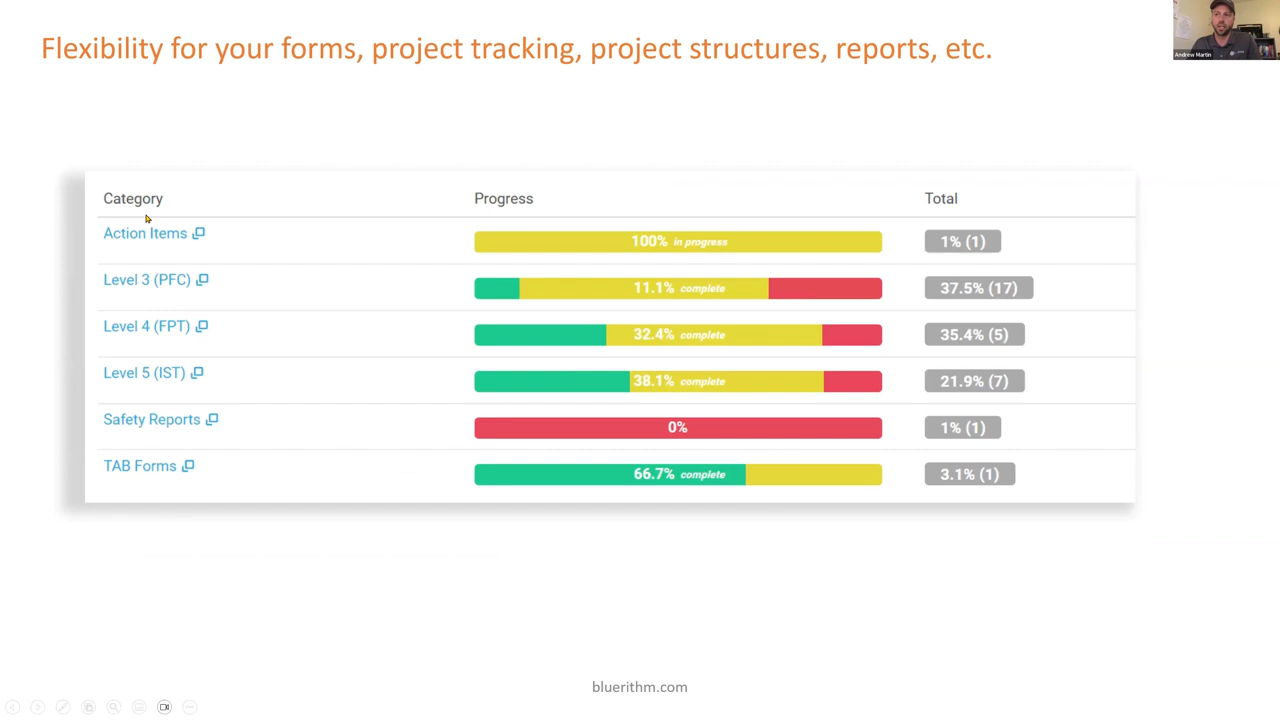 Flexibility for your forms, project tracking, project structures, reports, etc.
Andrew Martin
Category Progress Total
Action Items 100% in progress 1% (1)
Level 3 (PFC) 11.1% complete 37.5% (17)
Level 4 (FPT) 32.4% complete 35.4% (5)
Level 5 (IST) 38.1% complete 21.9% (7)
Safety Reports 0% 1% (1)
TAB Forms 66.7% complete 3.1% (1)
bluerithm.com